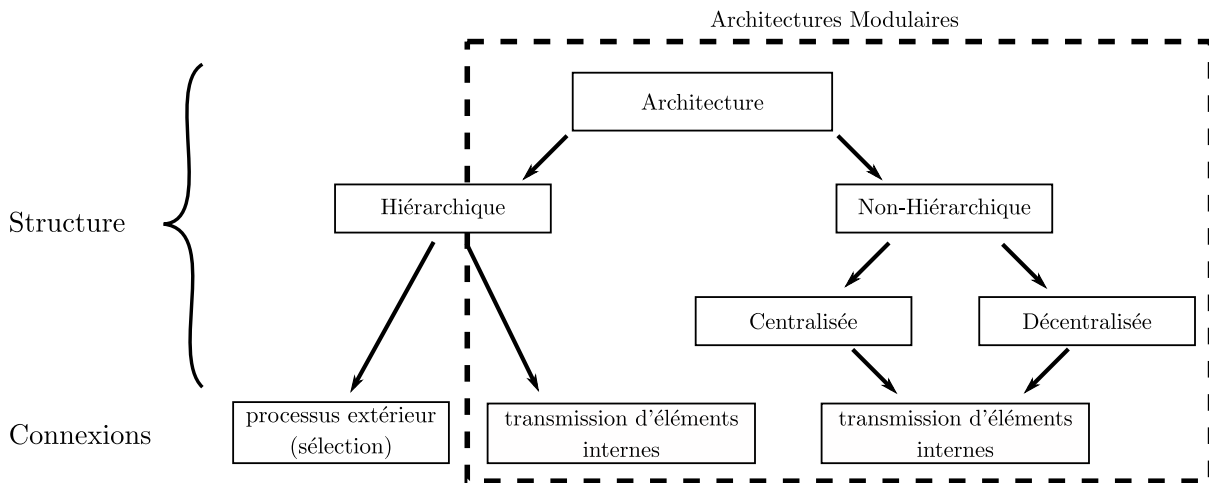 Architectures Modulaires
Architecture
Hiérarchique
Non-Hiérarchique
Structure
Centralisée
Décentralisée
Connexions
processus extérieur
(sélection)
transmission d'éléments
internes
transmission d'éléments
internes